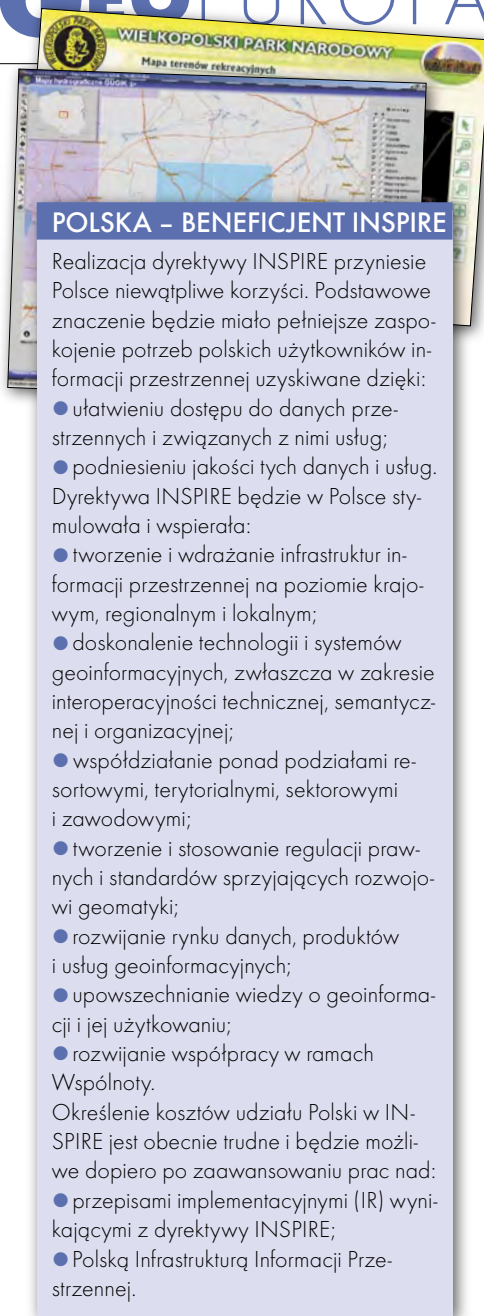 GEOEUROPA
WIELKOPOLSKI PARK NARODOWY
Mapa terenów rekreacyjnych
POLSKA – BENEFICJENT INSPIRE
Realizacja dyrektywy INSPIRE przyniesie
Polsce niewątpliwe korzyści. Podstawowe
znaczenie będzie miało pełniejsze zaspo-
kojenie potrzeb polskich użytkowników in-
formacji przestrzennej uzyskiwane dzięki:
● ułatwieniu dostępu do danych prze-
strzennych i związanych z nimi usług;
● podniesieniu jakości tych danych i usług.
Dyrektywa INSPIRE będzie w Polsce sty-
mulowała i wspierała:
● tworzenie i wdrażanie infrastruktur in-
formacji przestrzennej na poziomie krajo-
wym, regionalnym i lokalnym;
● doskonalenie technologii i systemów
geoinformacyjnych, zwłaszcza w zakresie
interoperacyjności technicznej, semantycz-
nej i organizacyjnej;
● współdziałanie ponad podziałami re-
sortowymi, terytorialnymi, sektorowymi
i zawodowymi;
● tworzenie i stosowanie regulacji praw-
nych i standardów sprzyjających rozwojo-
wi geomatyki;
● rozwijanie rynku danych, produktów
i usług geoinformacyjnych;
● upowszechnianie wiedzy o geoinforma-
cji i jej użytkowaniu;
● rozwijanie współpracy w ramach
Wspólnoty.
Określenie kosztów udziału Polski w IN-
SPIRE jest obecnie trudne i będzie możli-
we dopiero po zaawansowaniu prac nad:
● przepisami implementacyjnymi (IR) wyni-
kającymi z dyrektywy INSPIRE;
● Polską Infrastrukturą Informacji Prze-
strzennej.